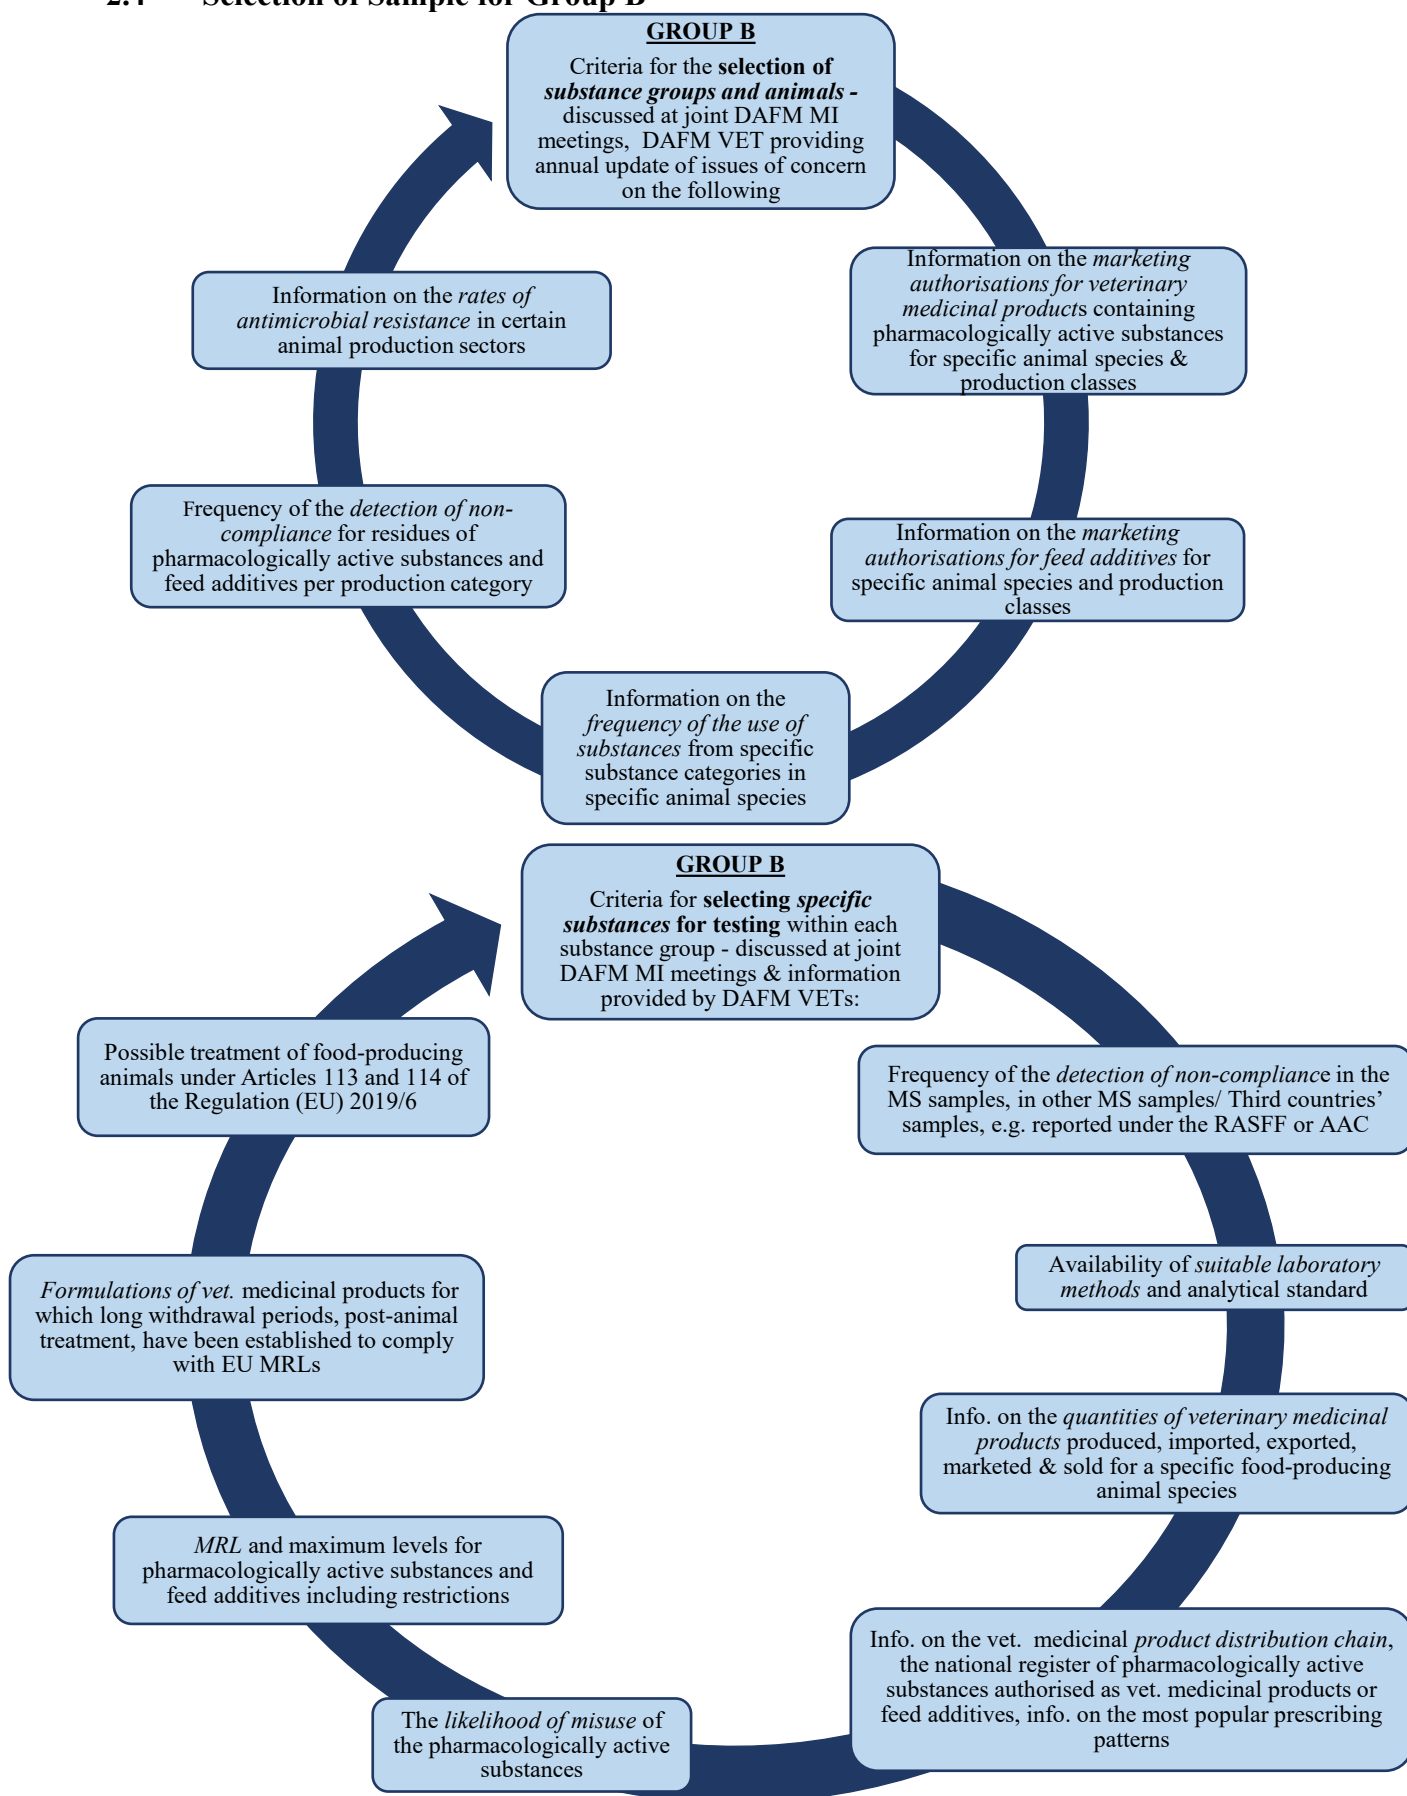 2.4 Selection of Sample for Group B
GROUP B
Criteria for the selection of
substance groups and animals -
discussed at joint DAFM MI
meetings, DAFM VET providing
annual update of issues of concern
on the following
Information on the marketing
authorisations for veterinary
medicinal products containing
pharmacologically active substances
for specific animal species &
production classes
Information on the marketing
authorisations for feed additives for
specific animal species and production
classes
Information on the
frequency of the use of
substances from specific
substance categories in
specific animal species
Frequency of the detection of non-
compliance for residues of
pharmacologically active substances and
feed additives per production category
Information on the rates of
antimicrobial resistance in certain
animal production sectors
GROUP B
Criteria for selecting specific
substances for testing within each
substance group - discussed at joint
DAFM MI meetings & information
provided by DAFM VETs:
Frequency of the detection of non-compliance in the
MS samples, in other MS samples/ Third countries’
samples, e.g. reported under the RASFF or AAC
Availability of suitable laboratory
methods and analytical standard
Info. on the quantities of veterinary medicinal
products produced, imported, exported,
marketed & sold for a specific food-producing
animal species
Info. on the vet. medicinal product distribution chain,
the national register of pharmacologically active
substances authorised as vet. medicinal products or
feed additives, info. on the most popular prescribing
patterns
The likelihood of misuse of
the pharmacologically active
substances
MRL and maximum levels for
pharmacologically active substances and
feed additives including restrictions
Formulations of vet. medicinal products for
which long withdrawal periods, post-animal
treatment, have been established to comply
with EU MRLs
Possible treatment of food-producing
animals under Articles 113 and 114 of
the Regulation (EU) 2019/6